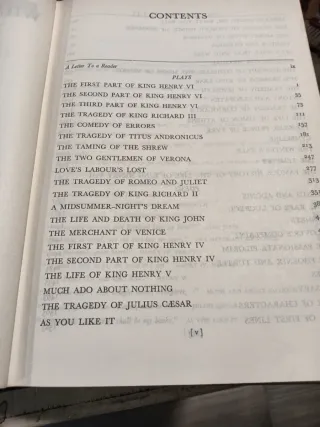 CONTENTS
A Letter To a Reader ix
PLAYS
THE FIRST PART OF KING HENRY VI 1
THE SECOND PART OF KING HENRY VI 35
THE THIRD PART OF KING HENRY VI 73
THE TRAGEDY OF KING RICHARD III 111
THE COMEDY OF ERRORS 157
THE TRAGEDY OF TITUS ANDRONICUS 181
THE TAMING OF THE SHREW 213
THE TWO GENTLEMEN OF VERONA 247
LOVE'S LABOUR'S LOST 277
THE TRAGEDY OF ROMEO AND JULIET 313
THE TRAGEDY OF KING RICHARD II
A MIDSUMMER-NIGHT'S DREAM
THE LIFE AND DEATH OF KING JOHN
THE MERCHANT OF VENICE
THE FIRST PART OF KING HENRY IV
THE SECOND PART OF KING HENRY IV
THE LIFE OF KING HENRY V
MUCH ADO ABOUT NOTHING
THE TRAGEDY OF JULIUS CÆSAR
AS YOU LIKE IT
[v]